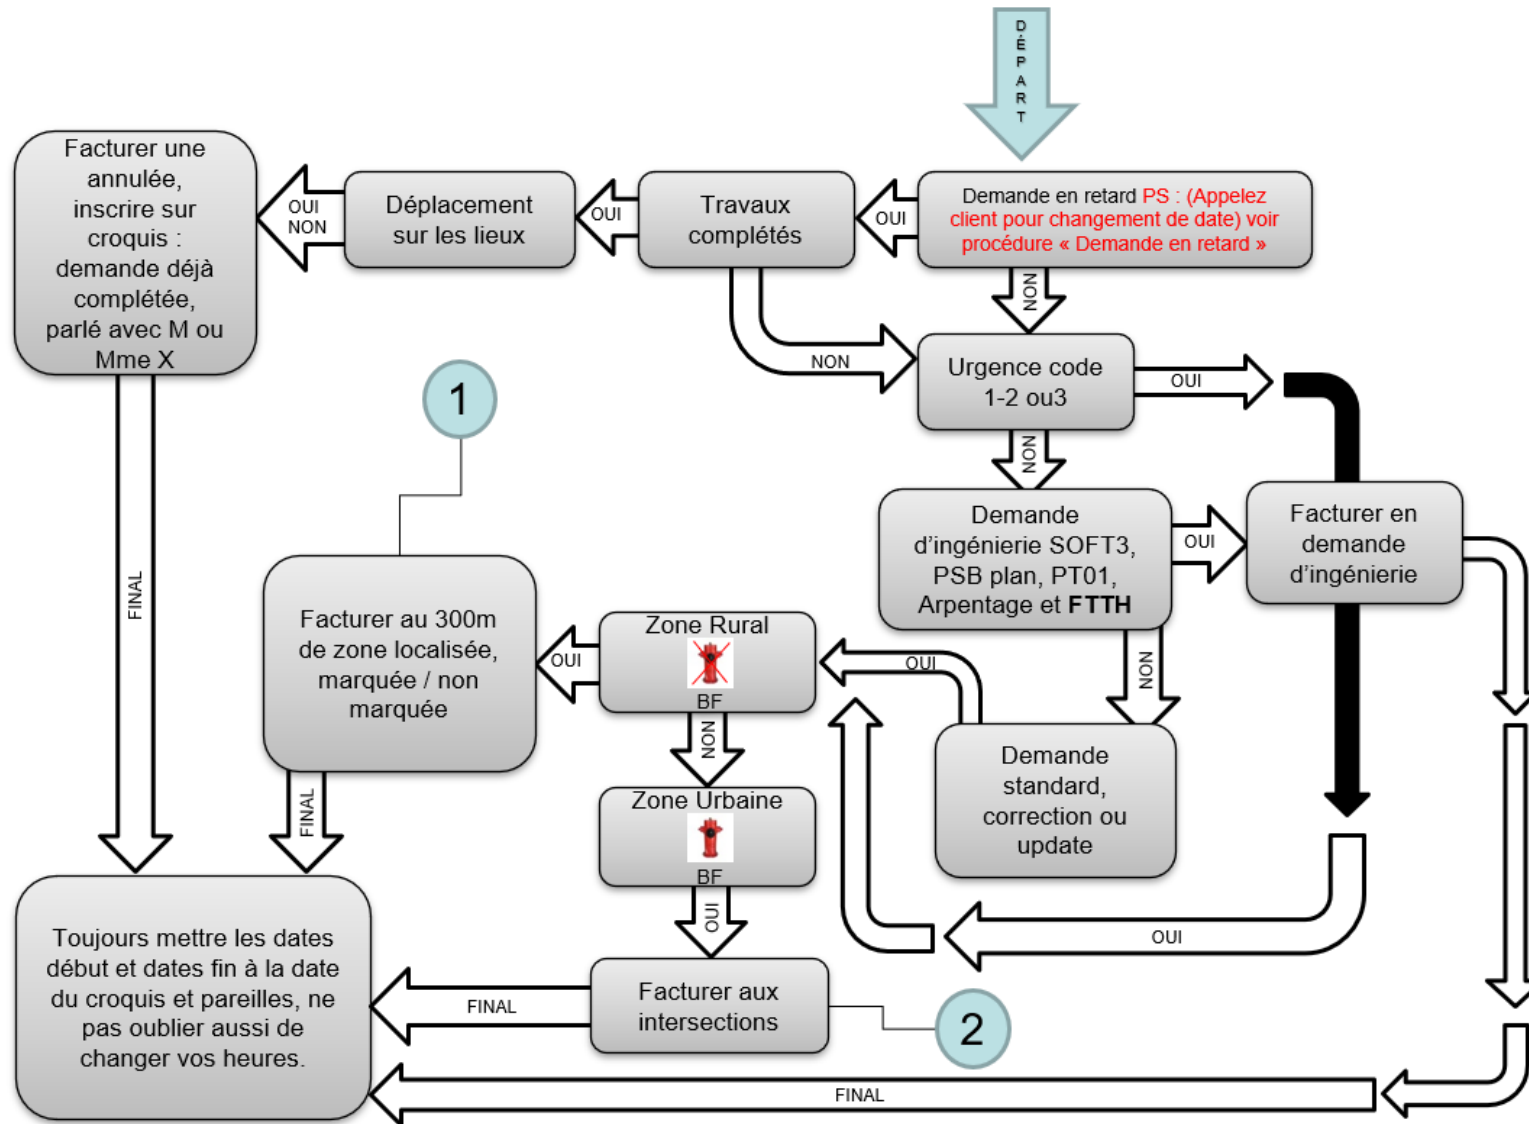 DÉPART
Demande en retard PS : (Appelez
client pour changement de date) voir
procédure « Demande en retard »
OUI
Travaux
complétés
OUI
Déplacement
sur les lieux
OUI
NON
Facturer une
annulée,
inscrire sur
croquis :
demande déjà
complétée,
parlé avec M ou
Mme X
NON
NON
Urgence code
1-2 ou3
OUI
NON
1
Demande
d'ingénierie SOFT3,
PSB plan, PT01,
Arpentage et FTTH
OUI
Facturer en
demande
d'ingénierie
FINAL
Facturer au 300m
de zone localisée,
marquée / non
marquée
OUI
Zone Rural
BF
OUI
NON
NON
Demande
standard,
correction ou
update
FINAL
Zone Urbaine
BF
OUI
OUI
Toujours mettre les dates
début et dates fin à la date
du croquis et pareilles, ne
pas oublier aussi de
changer vos heures.
FINAL
Facturer aux
intersections
2
FINAL